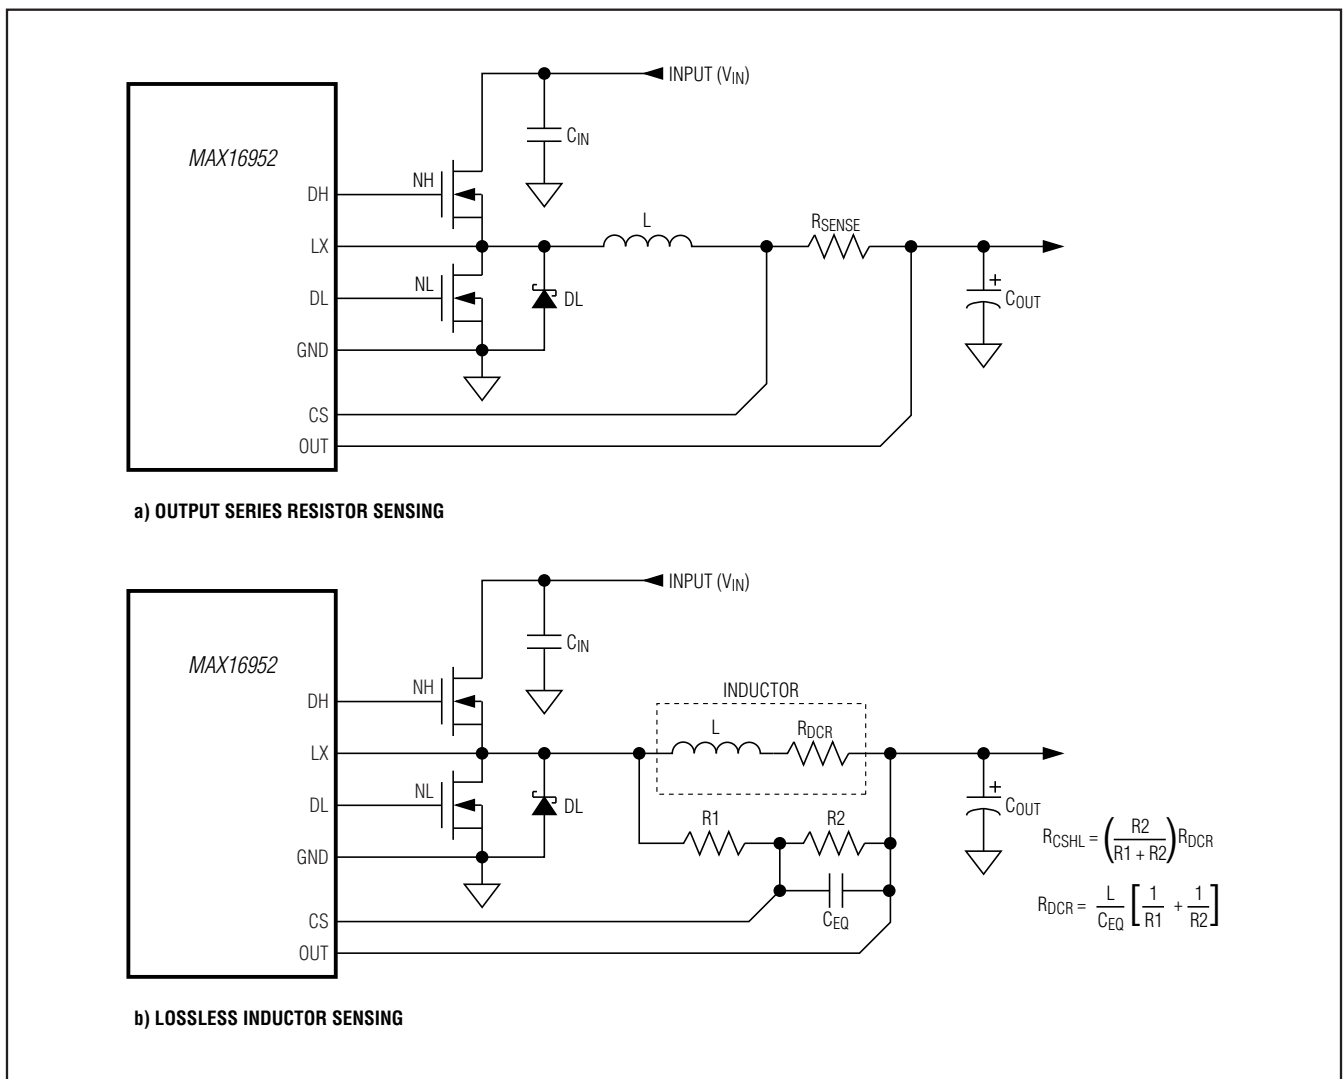 INPUT (VIN)
CIN
MAX16952
NH
DH
L
RSENSE
LX
NL
DL
DL
+
COUT
GND
CS
OUT
a) OUTPUT SERIES RESISTOR SENSING
INPUT (VIN)
CIN
MAX16952
NH
DH
INDUCTOR
L
RDCR
LX
NL
DL
DL
+
COUT
R1
R2
GND
CEQ
CS
OUT
RCSHL = (R2 / R1 + R2) RDCR
RDCR = L / CEQ [1 / R1 + 1 / R2]
b) LOSSLESS INDUCTOR SENSING